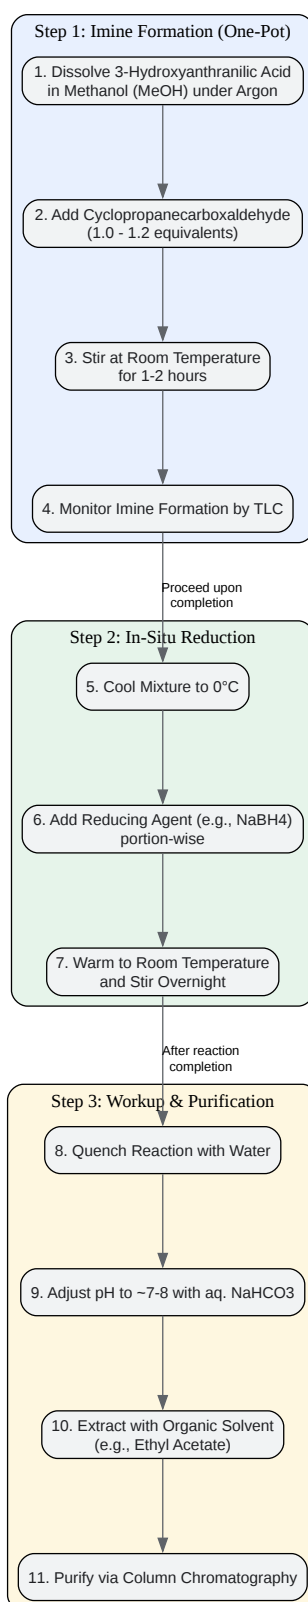 Step 1: Imine Formation (One-Pot)
1. Dissolve 3-Hydroxyanthranilic Acid
in Methanol (MeOH) under Argon
2. Add Cyclopropanecarboxaldehyde
(1.0 - 1.2 equivalents)
3. Stir at Room Temperature
for 1-2 hours
4. Monitor Imine Formation by TLC
Proceed upon
completion
Step 2: In-Situ Reduction
5. Cool Mixture to 0°C
6. Add Reducing Agent (e.g., NaBH4)
portion-wise
7. Warm to Room Temperature
and Stir Overnight
After reaction
completion
Step 3: Workup & Purification
8. Quench Reaction with Water
9. Adjust pH to ~7-8 with aq. NaHCO3
10. Extract with Organic Solvent
(e.g., Ethyl Acetate)
11. Purify via Column Chromatography